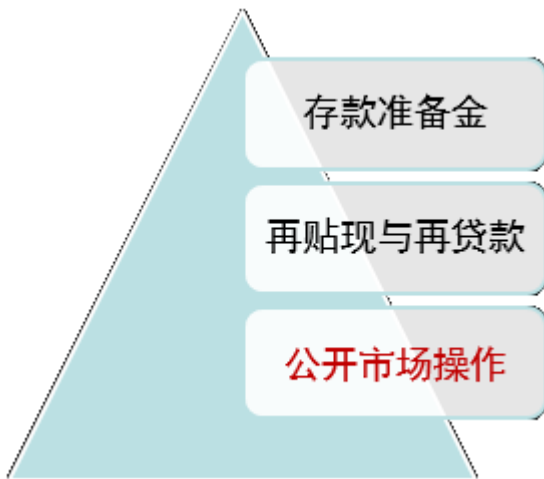 存款准备金
再贴现与再贷款
公开市场操作